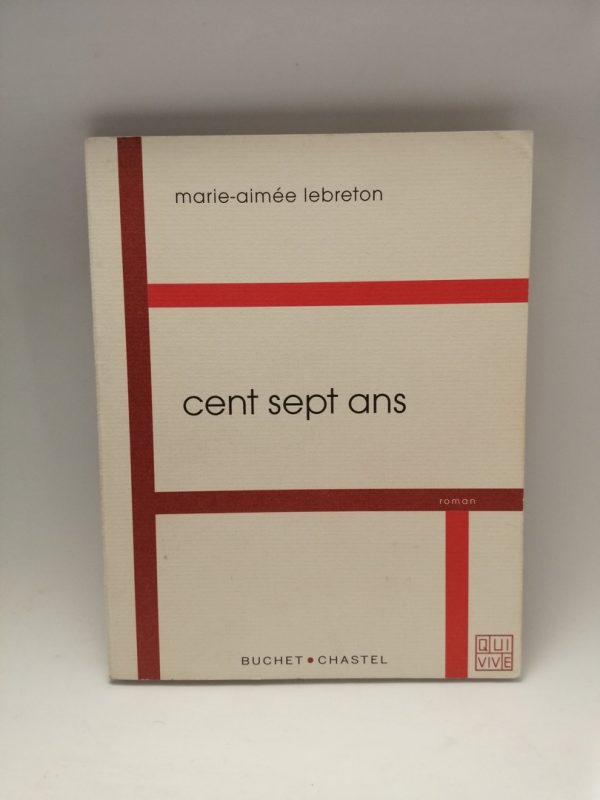 marie-aimée lebreton
cent sept ans
roman
BUCHET • CHASTEL
QUI
VIVE